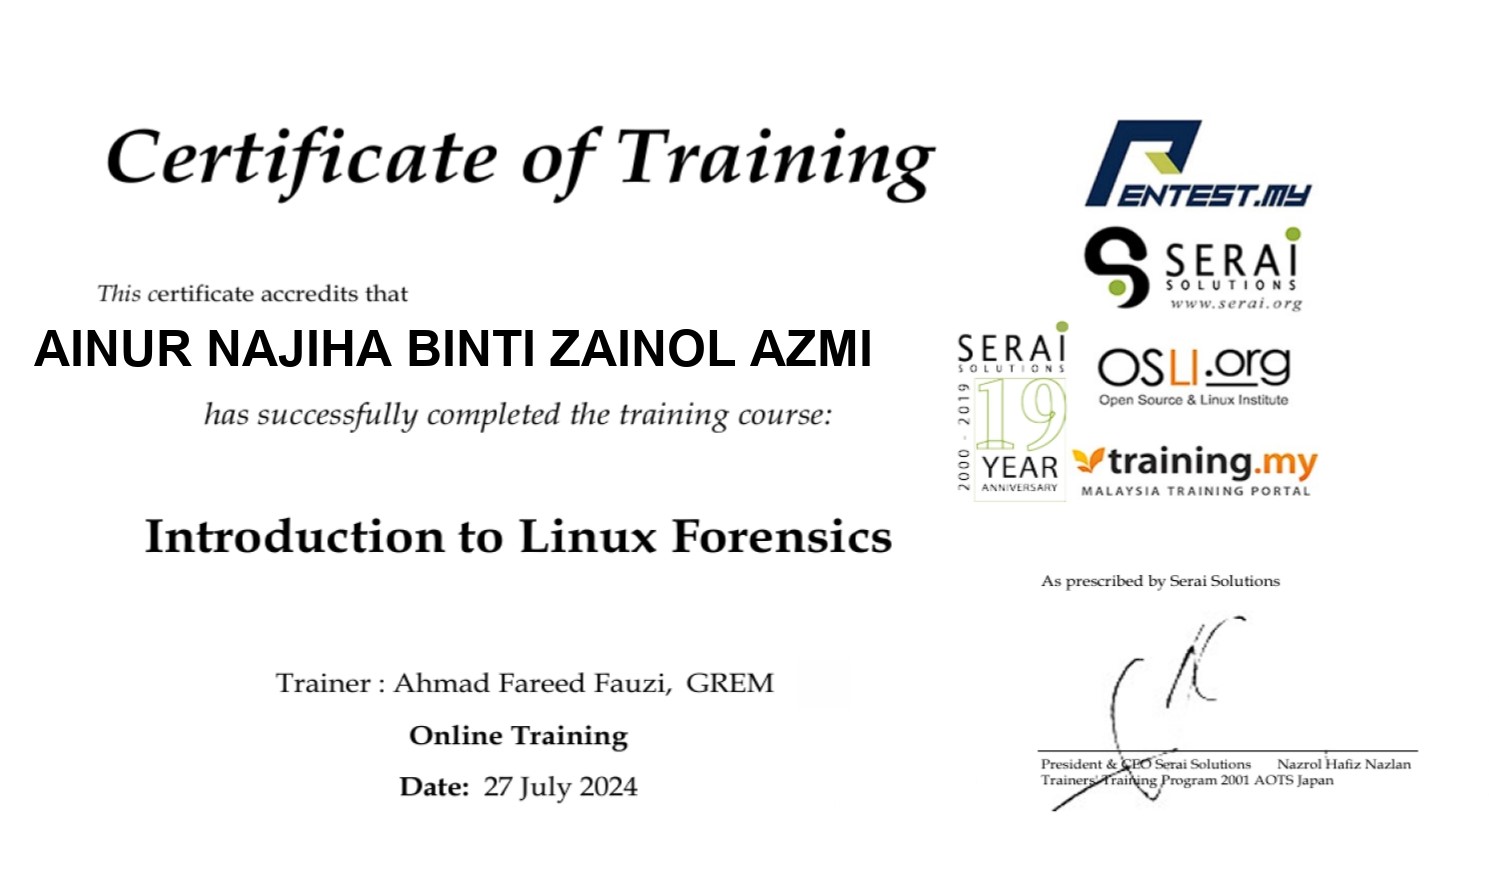 Certificate of Training
This certificate accredits that
AINUR NAJIHA BINTI ZAINOL AZMI
has successfully completed the training course:
Introduction to Linux Forensics
Trainer : Ahmad Fareed Fauzi, GREM
Online Training
Date: 27 July 2024
PENTEST.MY
SERAi
SOLUTIONS
www.serai.org
SERAi
SOLUTIONS
2000 - 2019
19
YEAR
ANNIVERSARY
OSLI.org
Open Source & Linux Institute
training.my
MALAYSIA TRAINING PORTAL
As prescribed by Serai Solutions
President & CEO Serai Solutions Nazrol Hafiz Nazlan
Trainers' Training Program 2001 AOTS Japan